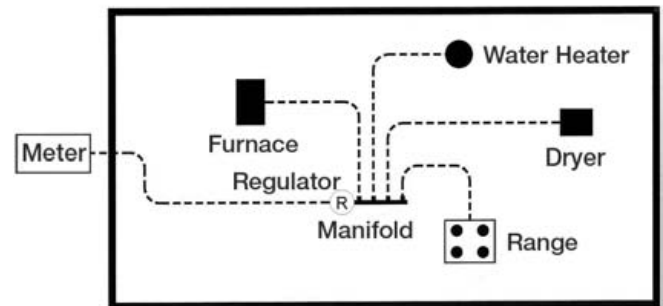 Water Heater
Furnace
Dryer
Meter
Regulator
R
Manifold
Range